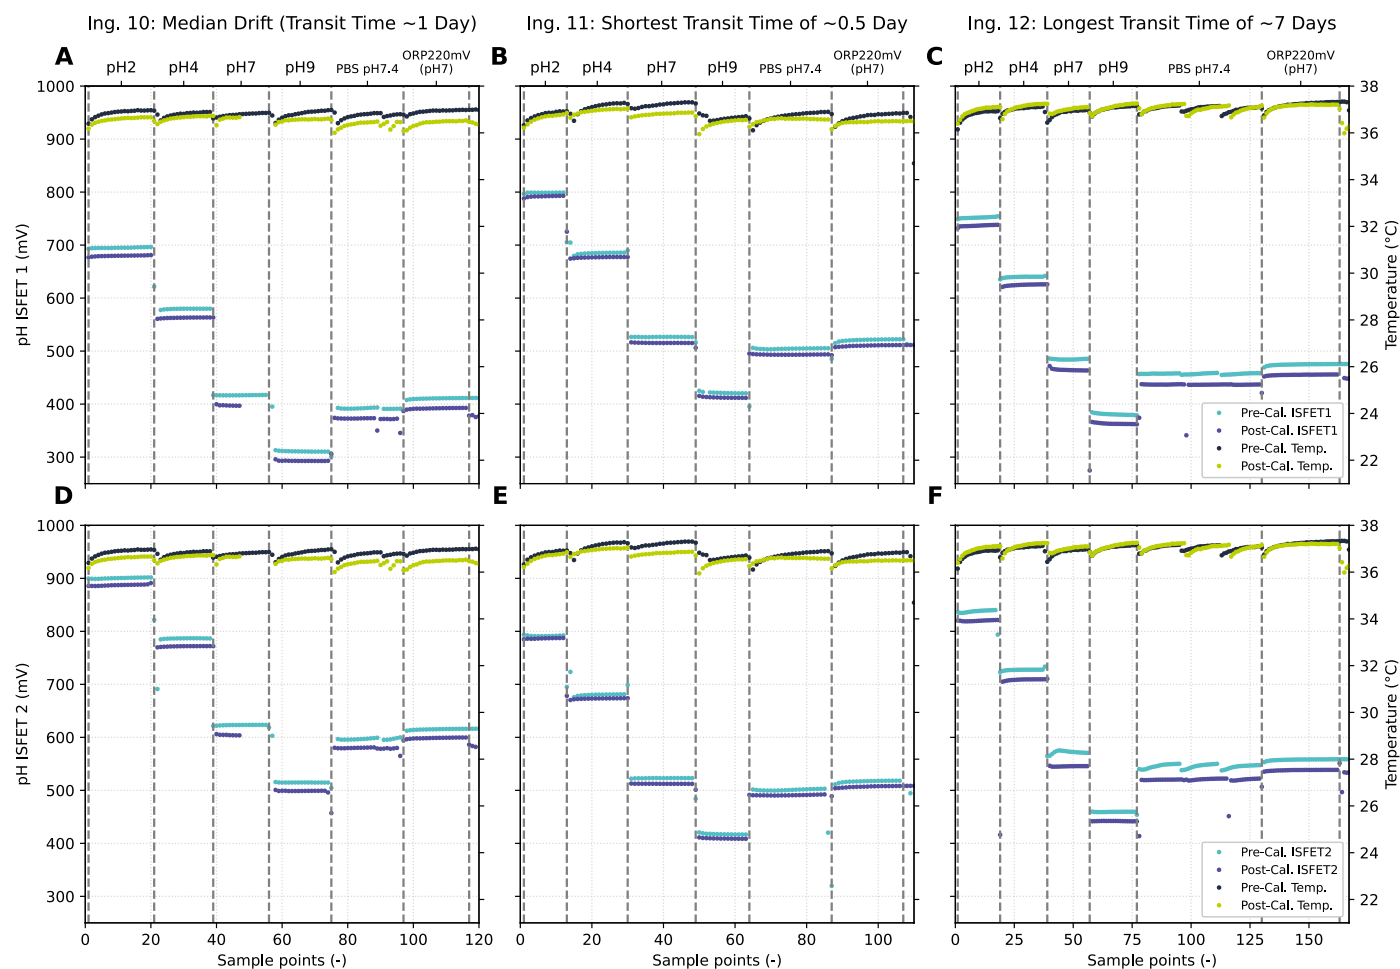 Ing. 10: Median Drift (Transit Time ~1 Day)
Ing. 11: Shortest Transit Time of ~0.5 Day
Ing. 12: Longest Transit Time of ~7 Days
A
pH2
pH4
pH7
pH9
PBS pH7.4
ORP220mV
(pH7)
B
pH2
pH4
pH7
pH9
PBS pH7.4
ORP220mV
(pH7)
C
pH2
pH4
pH7
pH9
PBS pH7.4
ORP220mV
(pH7)
1000
900
800
700
600
500
400
300
pH ISFET 1 (mV)
38
36
34
32
30
28
26
24
22
Temperature (°C)
Pre-Cal. ISFET1
Post-Cal. ISFET1
Pre-Cal. Temp.
Post-Cal. Temp.
D
E
F
1000
900
800
700
600
500
400
300
pH ISFET 2 (mV)
38
36
34
32
30
28
26
24
22
Temperature (°C)
Pre-Cal. ISFET2
Post-Cal. ISFET2
Pre-Cal. Temp.
Post-Cal. Temp.
0 20 40 60 80 100 120
Sample points (-)
0 20 40 60 80 100
Sample points (-)
0 25 50 75 100 125 150
Sample points (-)